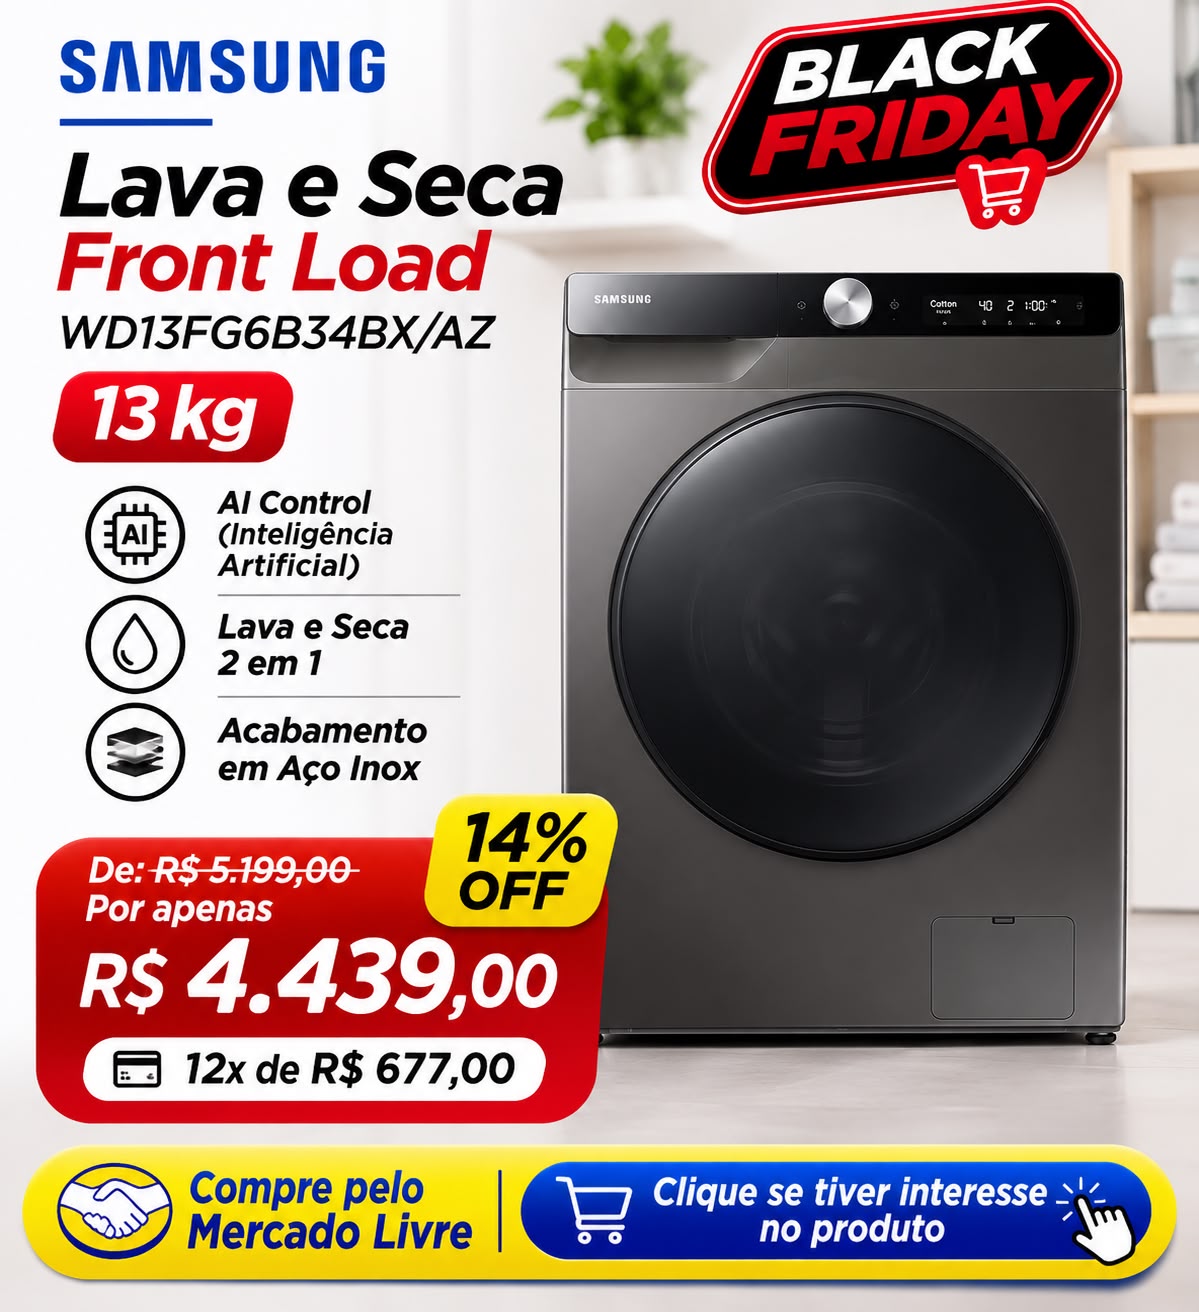 SAMSUNG
BLACK
FRIDAY
Lava e Seca
Front Load
WD13FG6B34BX/AZ
13 kg
SAMSUNG
Cotton 40 2 1:00
AI
AI Control
(Inteligência
Artificial)
Lava e Seca
2 em 1
Acabamento
em Aço Inox
14%
OFF
De: R$ 5.199,00
Por apenas
R$ 4.439,00
12x de R$ 677,00
Compre pelo
Mercado Livre
Clique se tiver interesse
no produto